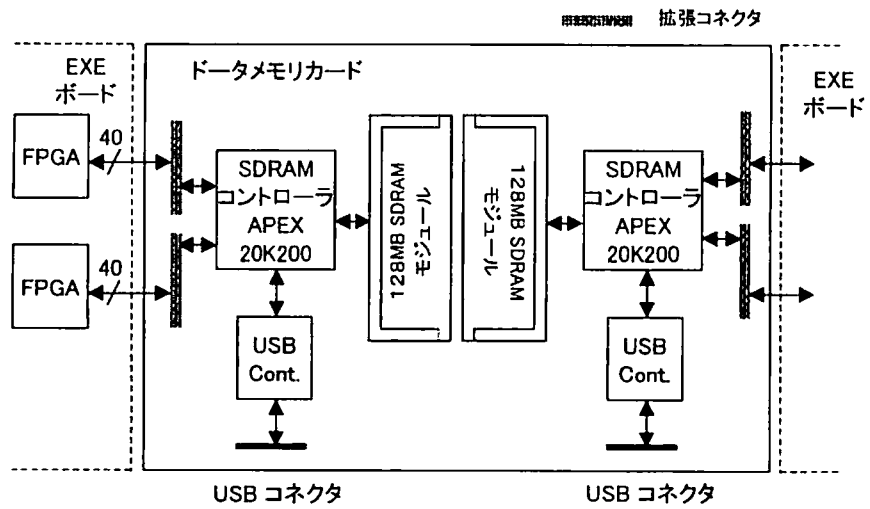 拡張コネクタ
EXE
ボード
ドータメモリカード
EXE
ボード
FPGA
40
SDRAM
コントローラ
APEX
20K200
128MB SDRAM
モジュール
128MB SDRAM
モジュール
SDRAM
コントローラ
APEX
20K200
FPGA
40
USB
Cont.
USB
Cont.
USB コネクタ
USB コネクタ